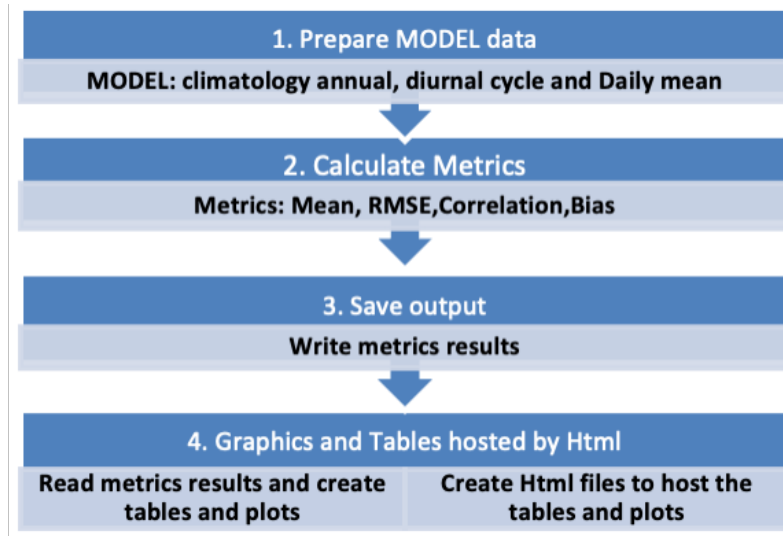 1. Prepare MODEL data
MODEL: climatology annual, diurnal cycle and Daily mean
2. Calculate Metrics
Metrics: Mean, RMSE,Correlation,Bias
3. Save output
Write metrics results
4. Graphics and Tables hosted by Html
Read metrics results and create
tables and plots
Create Html files to host the
tables and plots